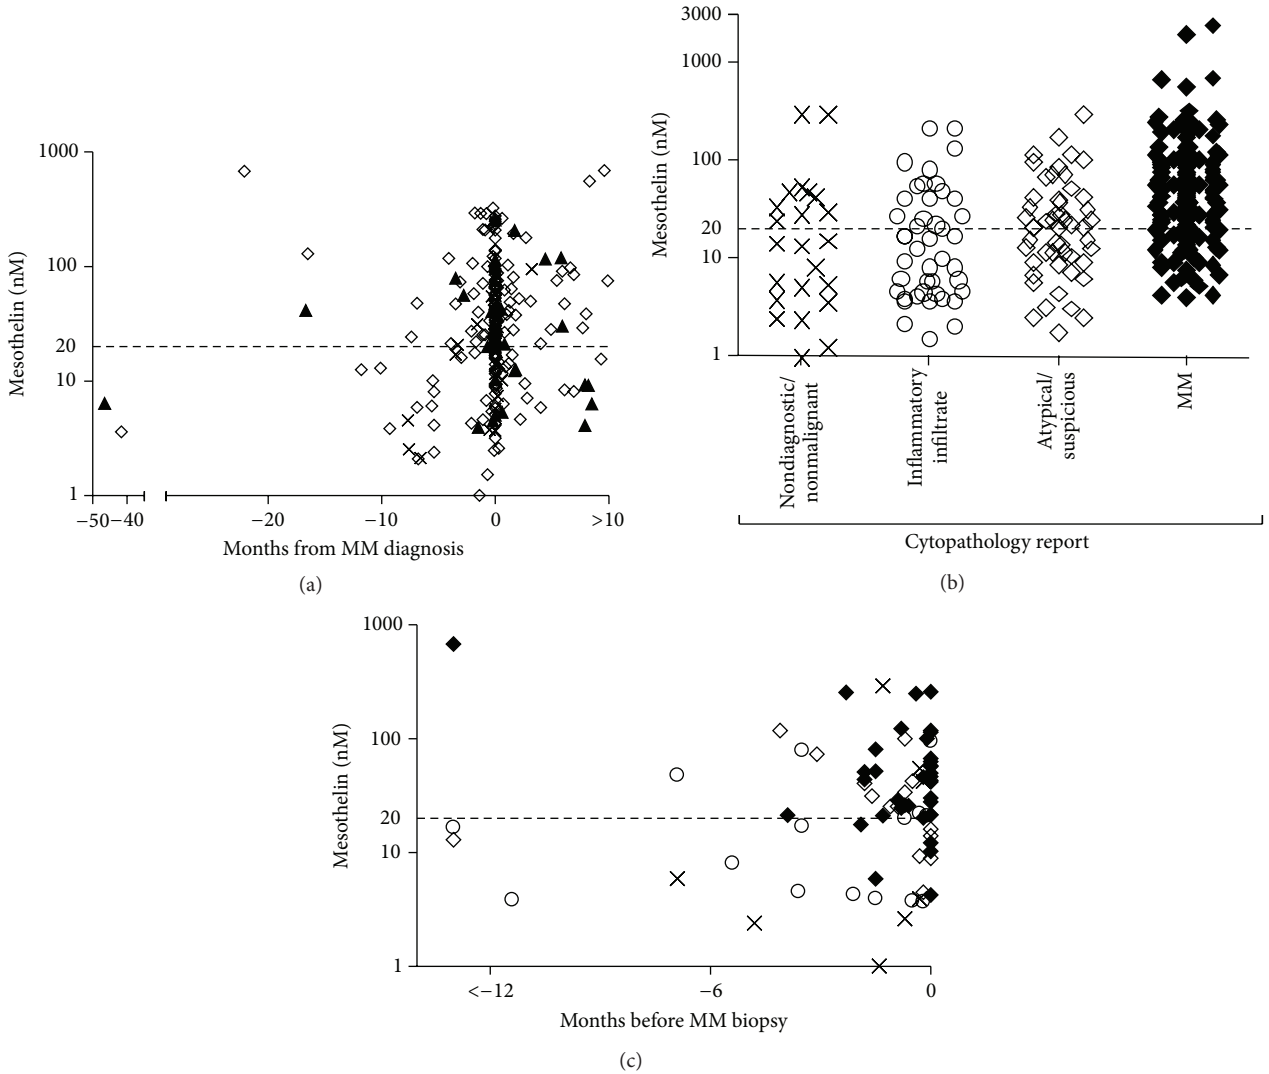 1000
100
20
10
1
Mesothelin (nM)
−50 −40 −20 −10 0 >10
Months from MM diagnosis
(a)
3000
1000
100
20
10
1
Mesothelin (nM)
Nondiagnostic/
nonmalignant
Inflammatory
infiltrate
Atypical/
suspicious
MM
Cytopathology report
(b)
1000
100
20
10
1
Mesothelin (nM)
<−12 −6 0
Months before MM biopsy
(c)